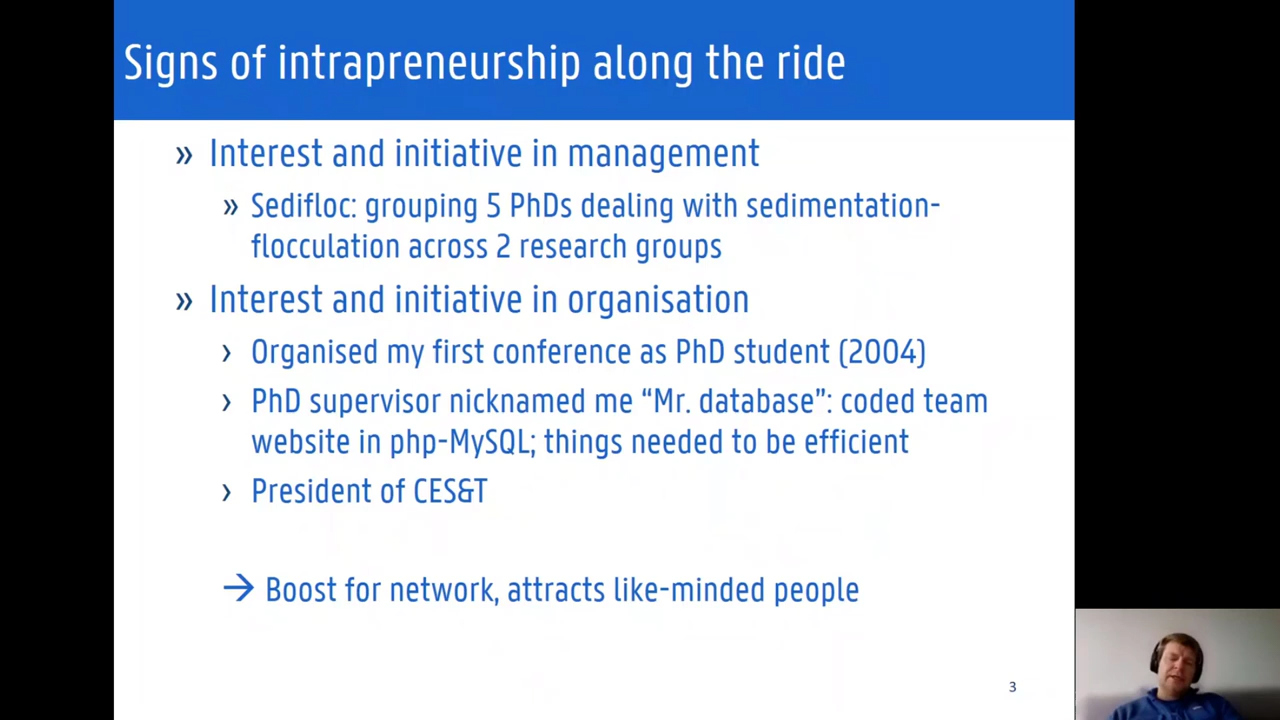 Signs of intrapreneurship along the ride
» Interest and initiative in management
» Sedifloc: grouping 5 PhDs dealing with sedimentation-
flocculation across 2 research groups
» Interest and initiative in organisation
› Organised my first conference as PhD student (2004)
› PhD supervisor nicknamed me “Mr. database”: coded team
website in php-MySQL; things needed to be efficient
› President of CES&T
→ Boost for network, attracts like-minded people
3